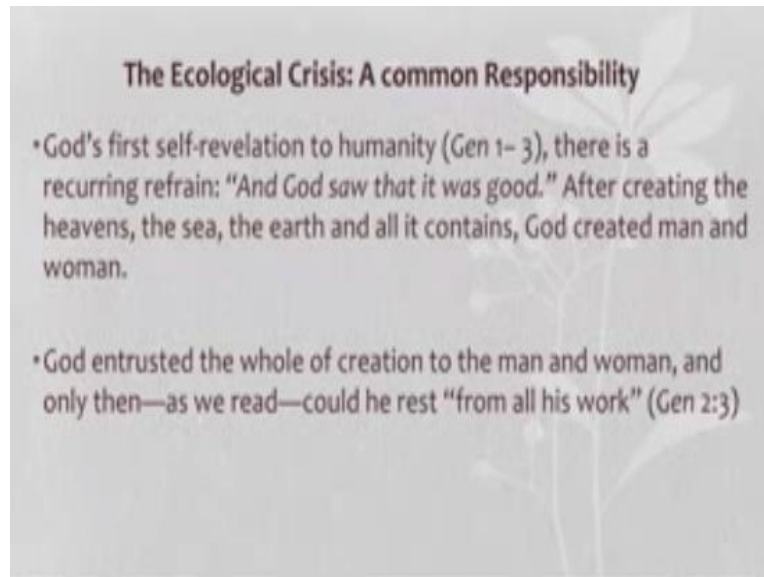 The Ecological Crisis: A common Responsibility
•God's first self-revelation to humanity (Gen 1– 3), there is a
recurring refrain: "And God saw that it was good." After creating the
heavens, the sea, the earth and all it contains, God created man and
woman.
•God entrusted the whole of creation to the man and woman, and
only then—as we read—could he rest "from all his work" (Gen 2:3)